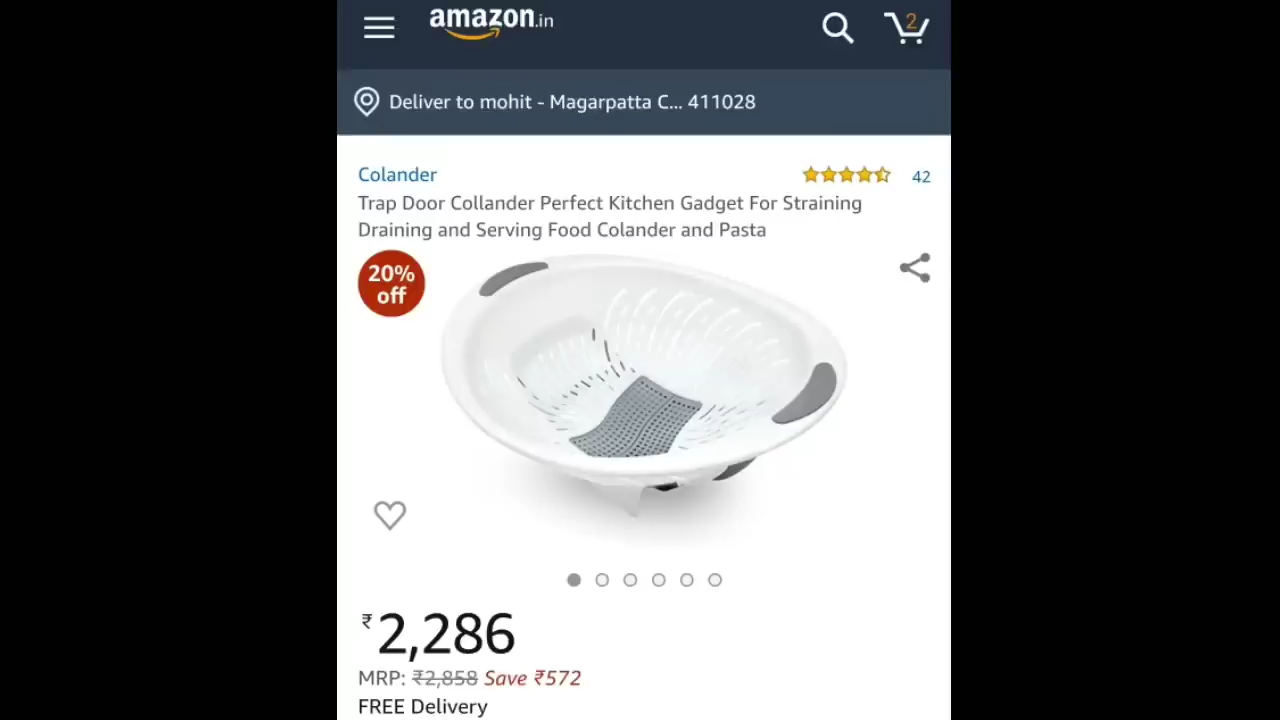 amazon.in
2
Deliver to mohit - Magarpatta C... 411028
Colander
42
Trap Door Collander Perfect Kitchen Gadget For Straining
Draining and Serving Food Colander and Pasta
20%
off
₹2,286
MRP: ₹2,858 Save ₹572
FREE Delivery